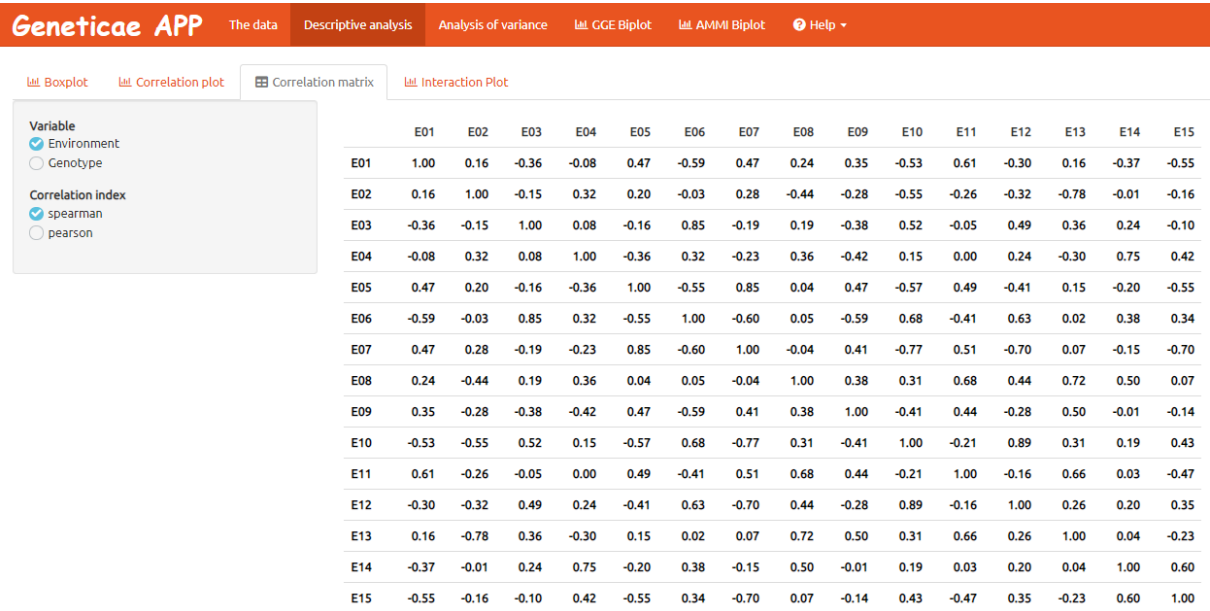 Geneticae APP The data Descriptive analysis Analysis of variance GGE Biplot AMMI Biplot Help
Boxplot Correlation plot Correlation matrix Interaction Plot
Variable
Environment
Genotype
Correlation index
spearman
pearson
E01 E02 E03 E04 E05 E06 E07 E08 E09 E10 E11 E12 E13 E14 E15
E01 1.00 0.16 -0.36 -0.08 0.47 -0.59 0.47 0.24 0.35 -0.53 0.61 -0.30 0.16 -0.37 -0.55
E02 0.16 1.00 -0.15 0.32 0.20 -0.03 0.28 -0.44 -0.28 -0.55 -0.26 -0.32 -0.78 -0.01 -0.16
E03 -0.36 -0.15 1.00 0.08 -0.16 0.85 -0.19 0.19 -0.38 0.52 -0.05 0.49 0.36 0.24 -0.10
E04 -0.08 0.32 0.08 1.00 -0.36 0.32 -0.23 0.36 -0.42 0.15 0.00 0.24 -0.30 0.75 0.42
E05 0.47 0.20 -0.16 -0.36 1.00 -0.55 0.85 0.04 0.47 -0.57 0.49 -0.41 0.15 -0.20 -0.55
E06 -0.59 -0.03 0.85 0.32 -0.55 1.00 -0.60 0.05 -0.59 0.68 -0.41 0.63 0.02 0.38 0.34
E07 0.47 0.28 -0.19 -0.23 0.85 -0.60 1.00 -0.04 0.41 -0.77 0.51 -0.70 0.07 -0.15 -0.70
E08 0.24 -0.44 0.19 0.36 0.04 0.05 -0.04 1.00 0.38 0.31 0.68 0.44 0.72 0.50 0.07
E09 0.35 -0.28 -0.38 -0.42 0.47 -0.59 0.41 0.38 1.00 -0.41 0.44 -0.28 0.50 -0.01 -0.14
E10 -0.53 -0.55 0.52 0.15 -0.57 0.68 -0.77 0.31 -0.41 1.00 -0.21 0.89 0.31 0.19 0.43
E11 0.61 -0.26 -0.05 0.00 0.49 -0.41 0.51 0.68 0.44 -0.21 1.00 -0.16 0.66 0.03 -0.47
E12 -0.30 -0.32 0.49 0.24 -0.41 0.63 -0.70 0.44 -0.28 0.89 -0.16 1.00 0.26 0.20 0.35
E13 0.16 -0.78 0.36 -0.30 0.15 0.02 0.07 0.72 0.50 0.31 0.66 0.26 1.00 0.04 -0.23
E14 -0.37 -0.01 0.24 0.75 -0.20 0.38 -0.15 0.50 -0.01 0.19 0.03 0.20 0.04 1.00 0.60
E15 -0.55 -0.16 -0.10 0.42 -0.55 0.34 -0.70 0.07 -0.14 0.43 -0.47 0.35 -0.23 0.60 1.00